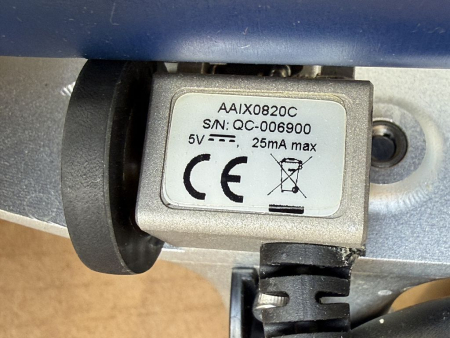 AAIX0820C
S/N: QC-006900
5V ⎓, 25mA max
CE